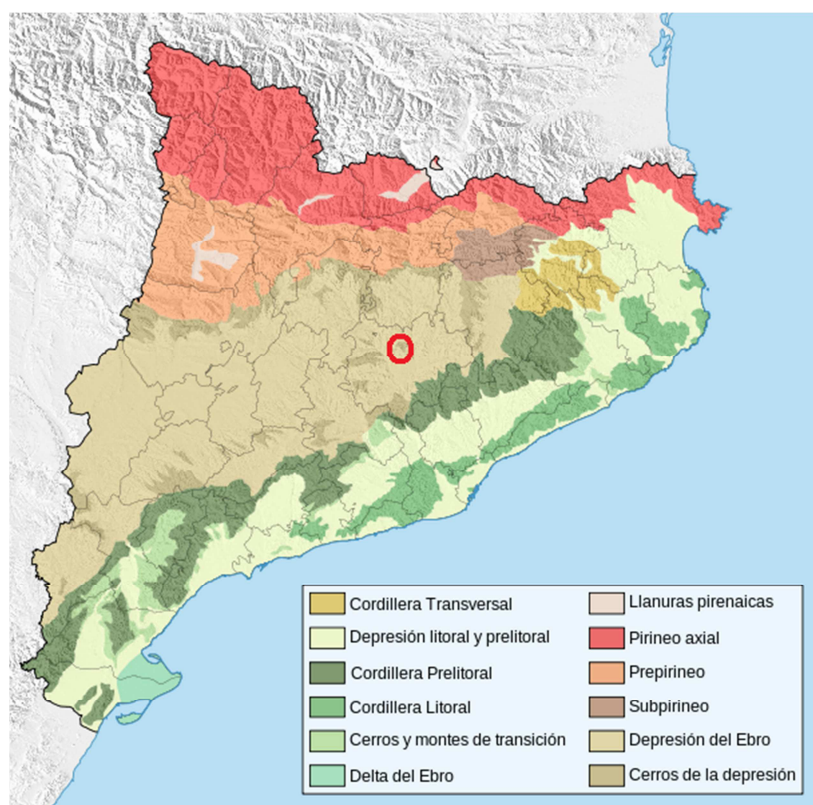 Cordillera Transversal
Depresión litoral y prelitoral
Cordillera Prelitoral
Cordillera Litoral
Cerros y montes de transición
Delta del Ebro
Llanuras pirenaicas
Pirineo axial
Prepirineo
Subpirineo
Depresión del Ebro
Cerros de la depresión